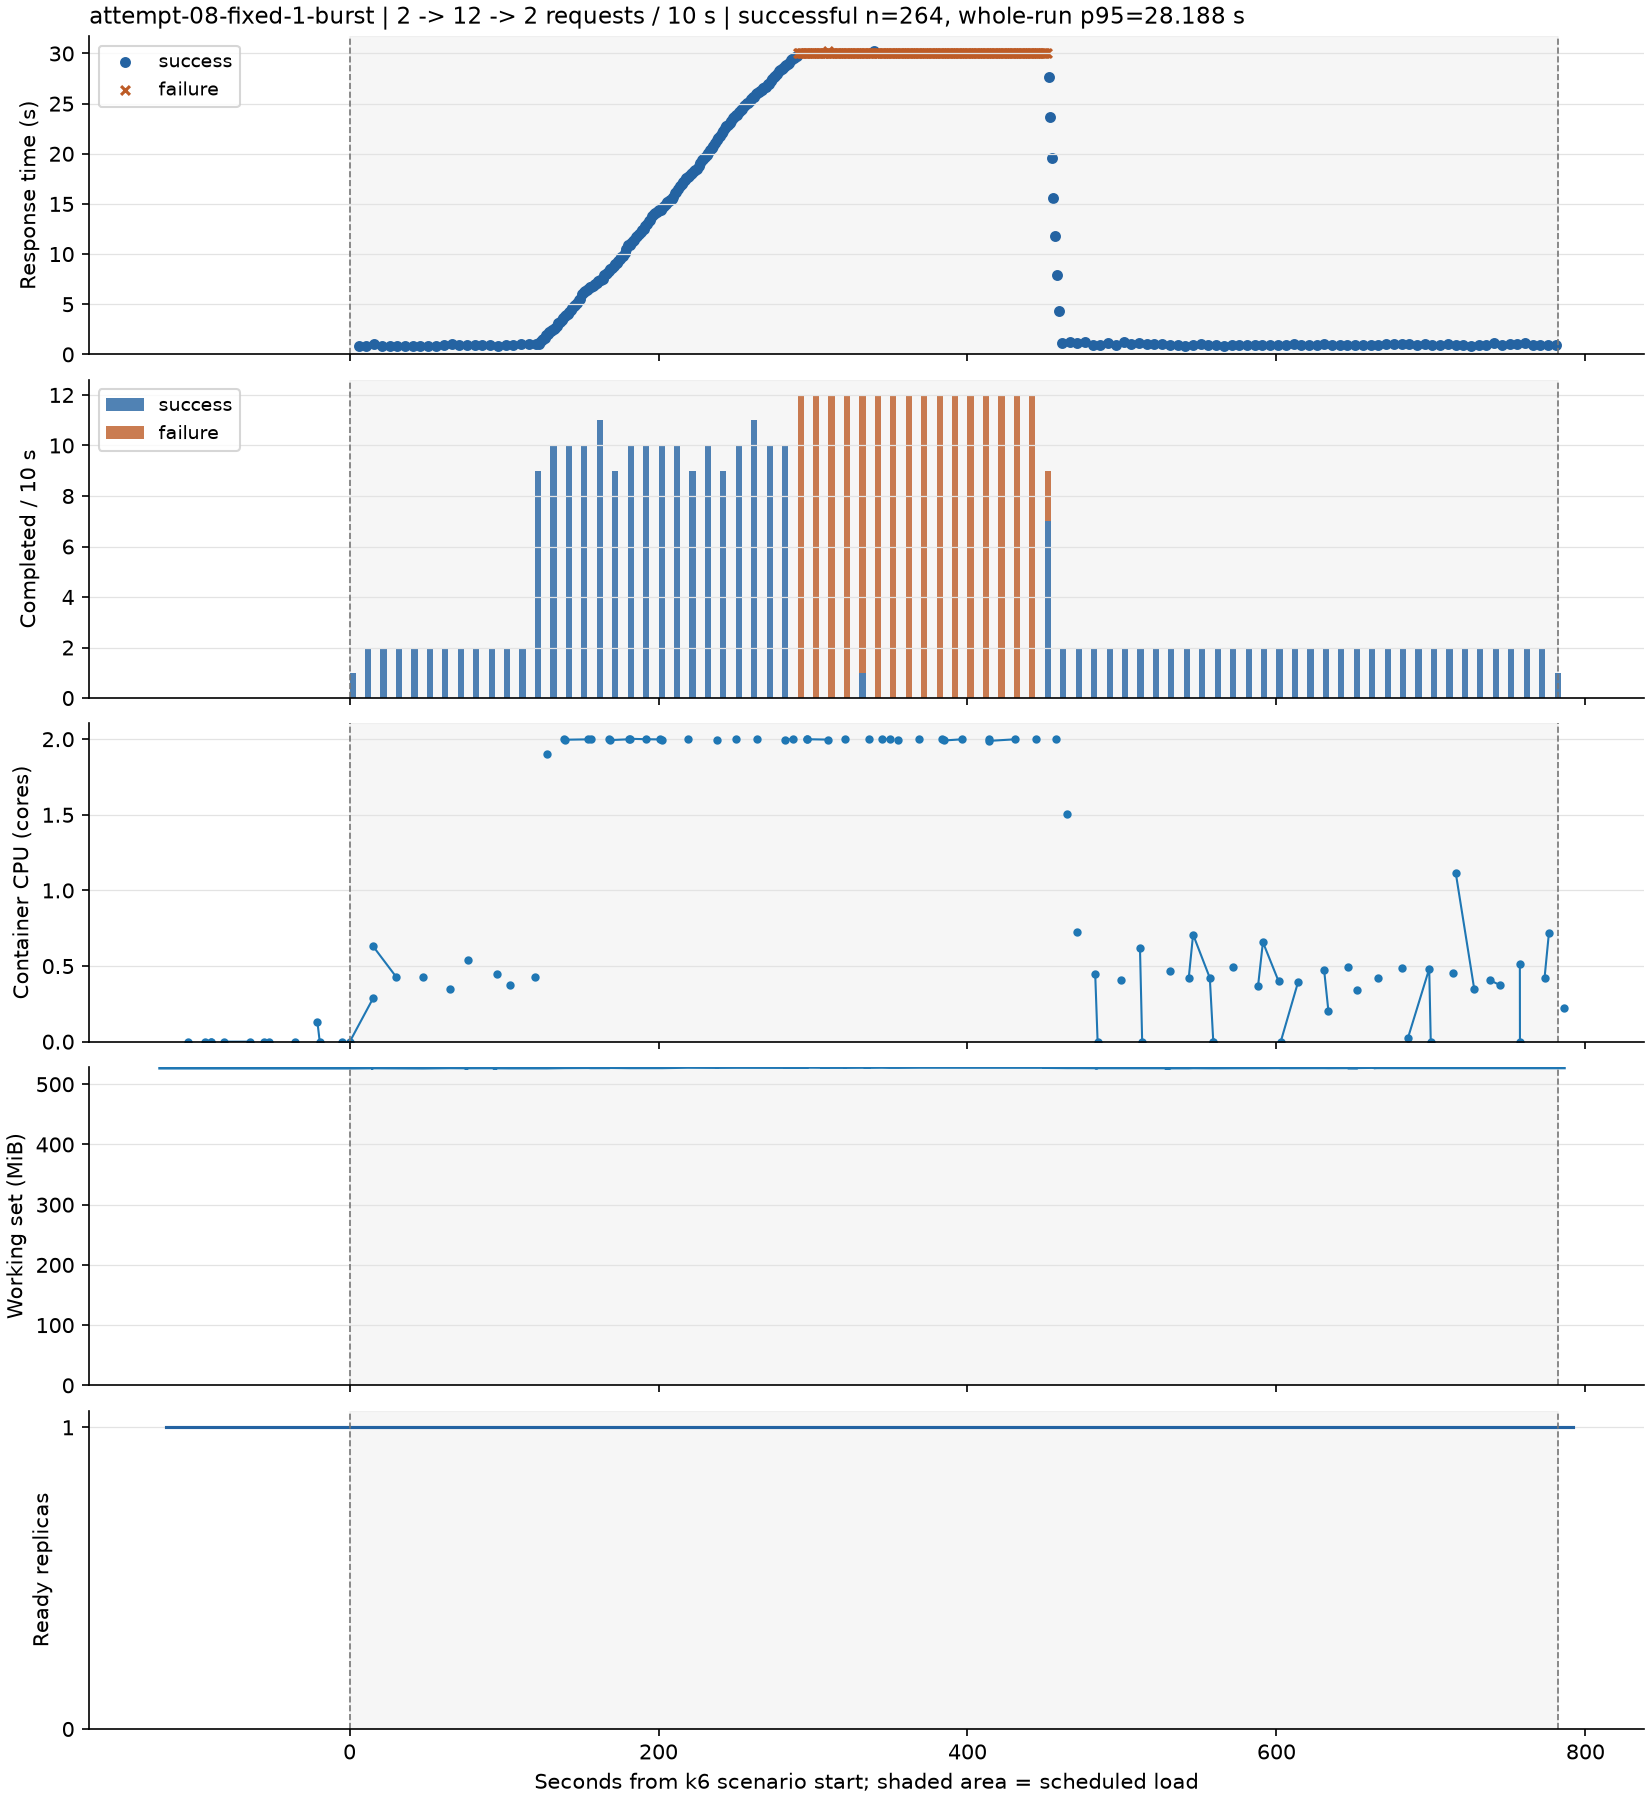 attempt-08-fixed-1-burst | 2 -> 12 -> 2 requests / 10 s | successful n=264, whole-run p95=28.188 s
Response time (s)
30
25
20
15
10
5
0
success
failure
Completed / 10 s
12
10
8
6
4
2
0
success
failure
Container CPU (cores)
2.0
1.5
1.0
0.5
0.0
Working set (MiB)
500
400
300
200
100
0
Ready replicas
1
0
0
200
400
600
800
Seconds from k6 scenario start; shaded area = scheduled load